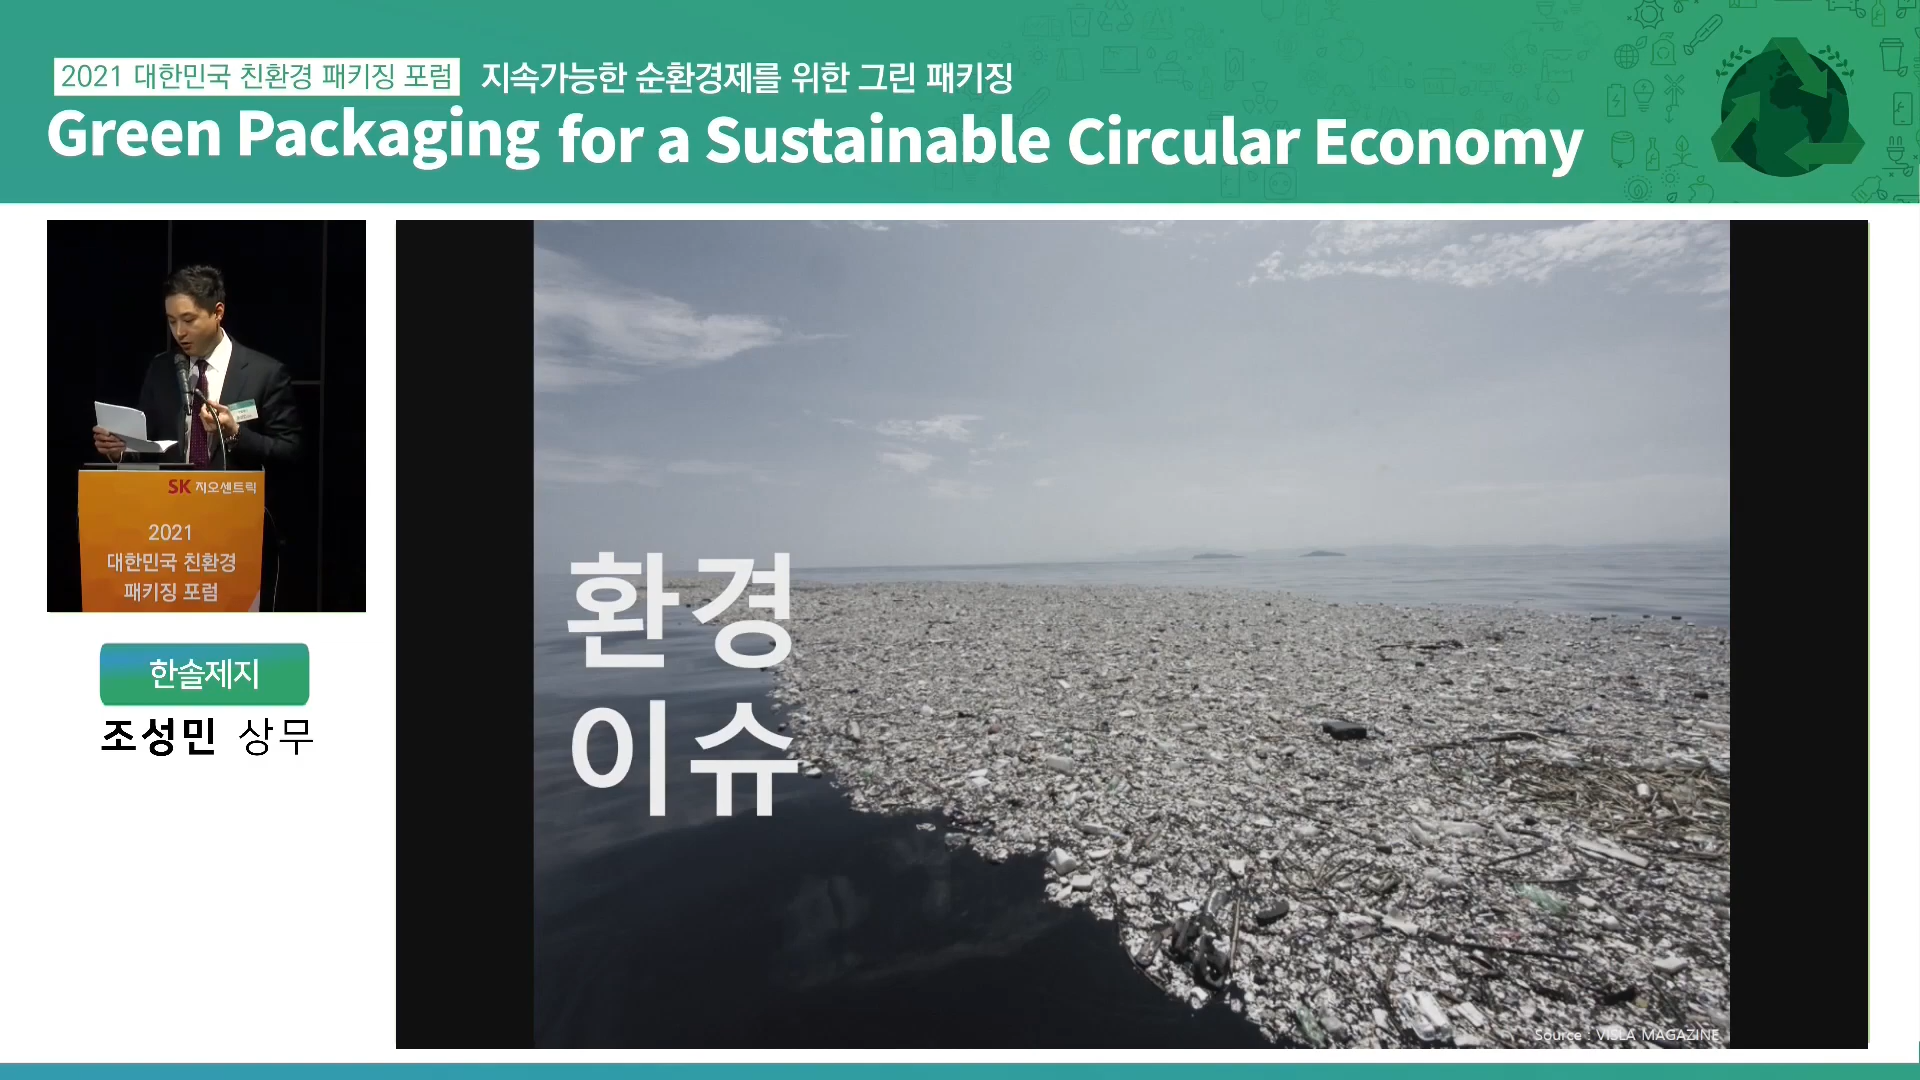 2021 대한민국 친환경 패키징 포럼 지속가능한 순환경제를 위한 그린 패키징
Green Packaging for a Sustainable Circular Economy
SK 지오센트릭
2021
대한민국 친환경
패키징 포럼
한솔제지
조성민 상무
환경
이슈
Source : VISLA MAGAZINE